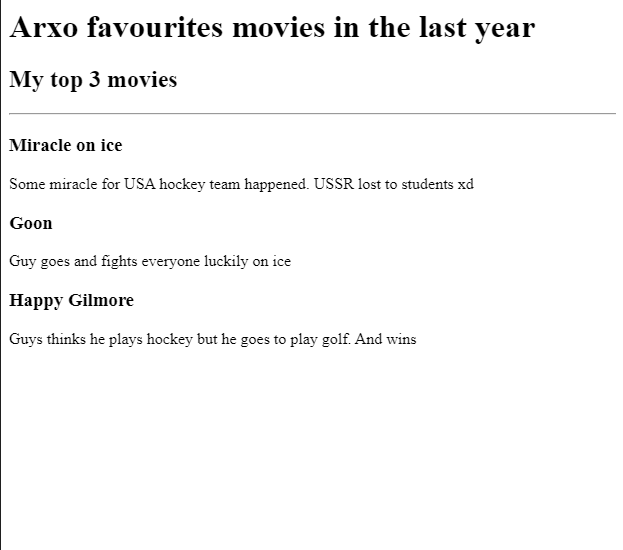 Arxo favourites movies in the last year
My top 3 movies
Miracle on ice
Some miracle for USA hockey team happened. USSR lost to students xd
Goon
Guy goes and fights everyone luckily on ice
Happy Gilmore
Guys thinks he plays hockey but he goes to play golf. And wins